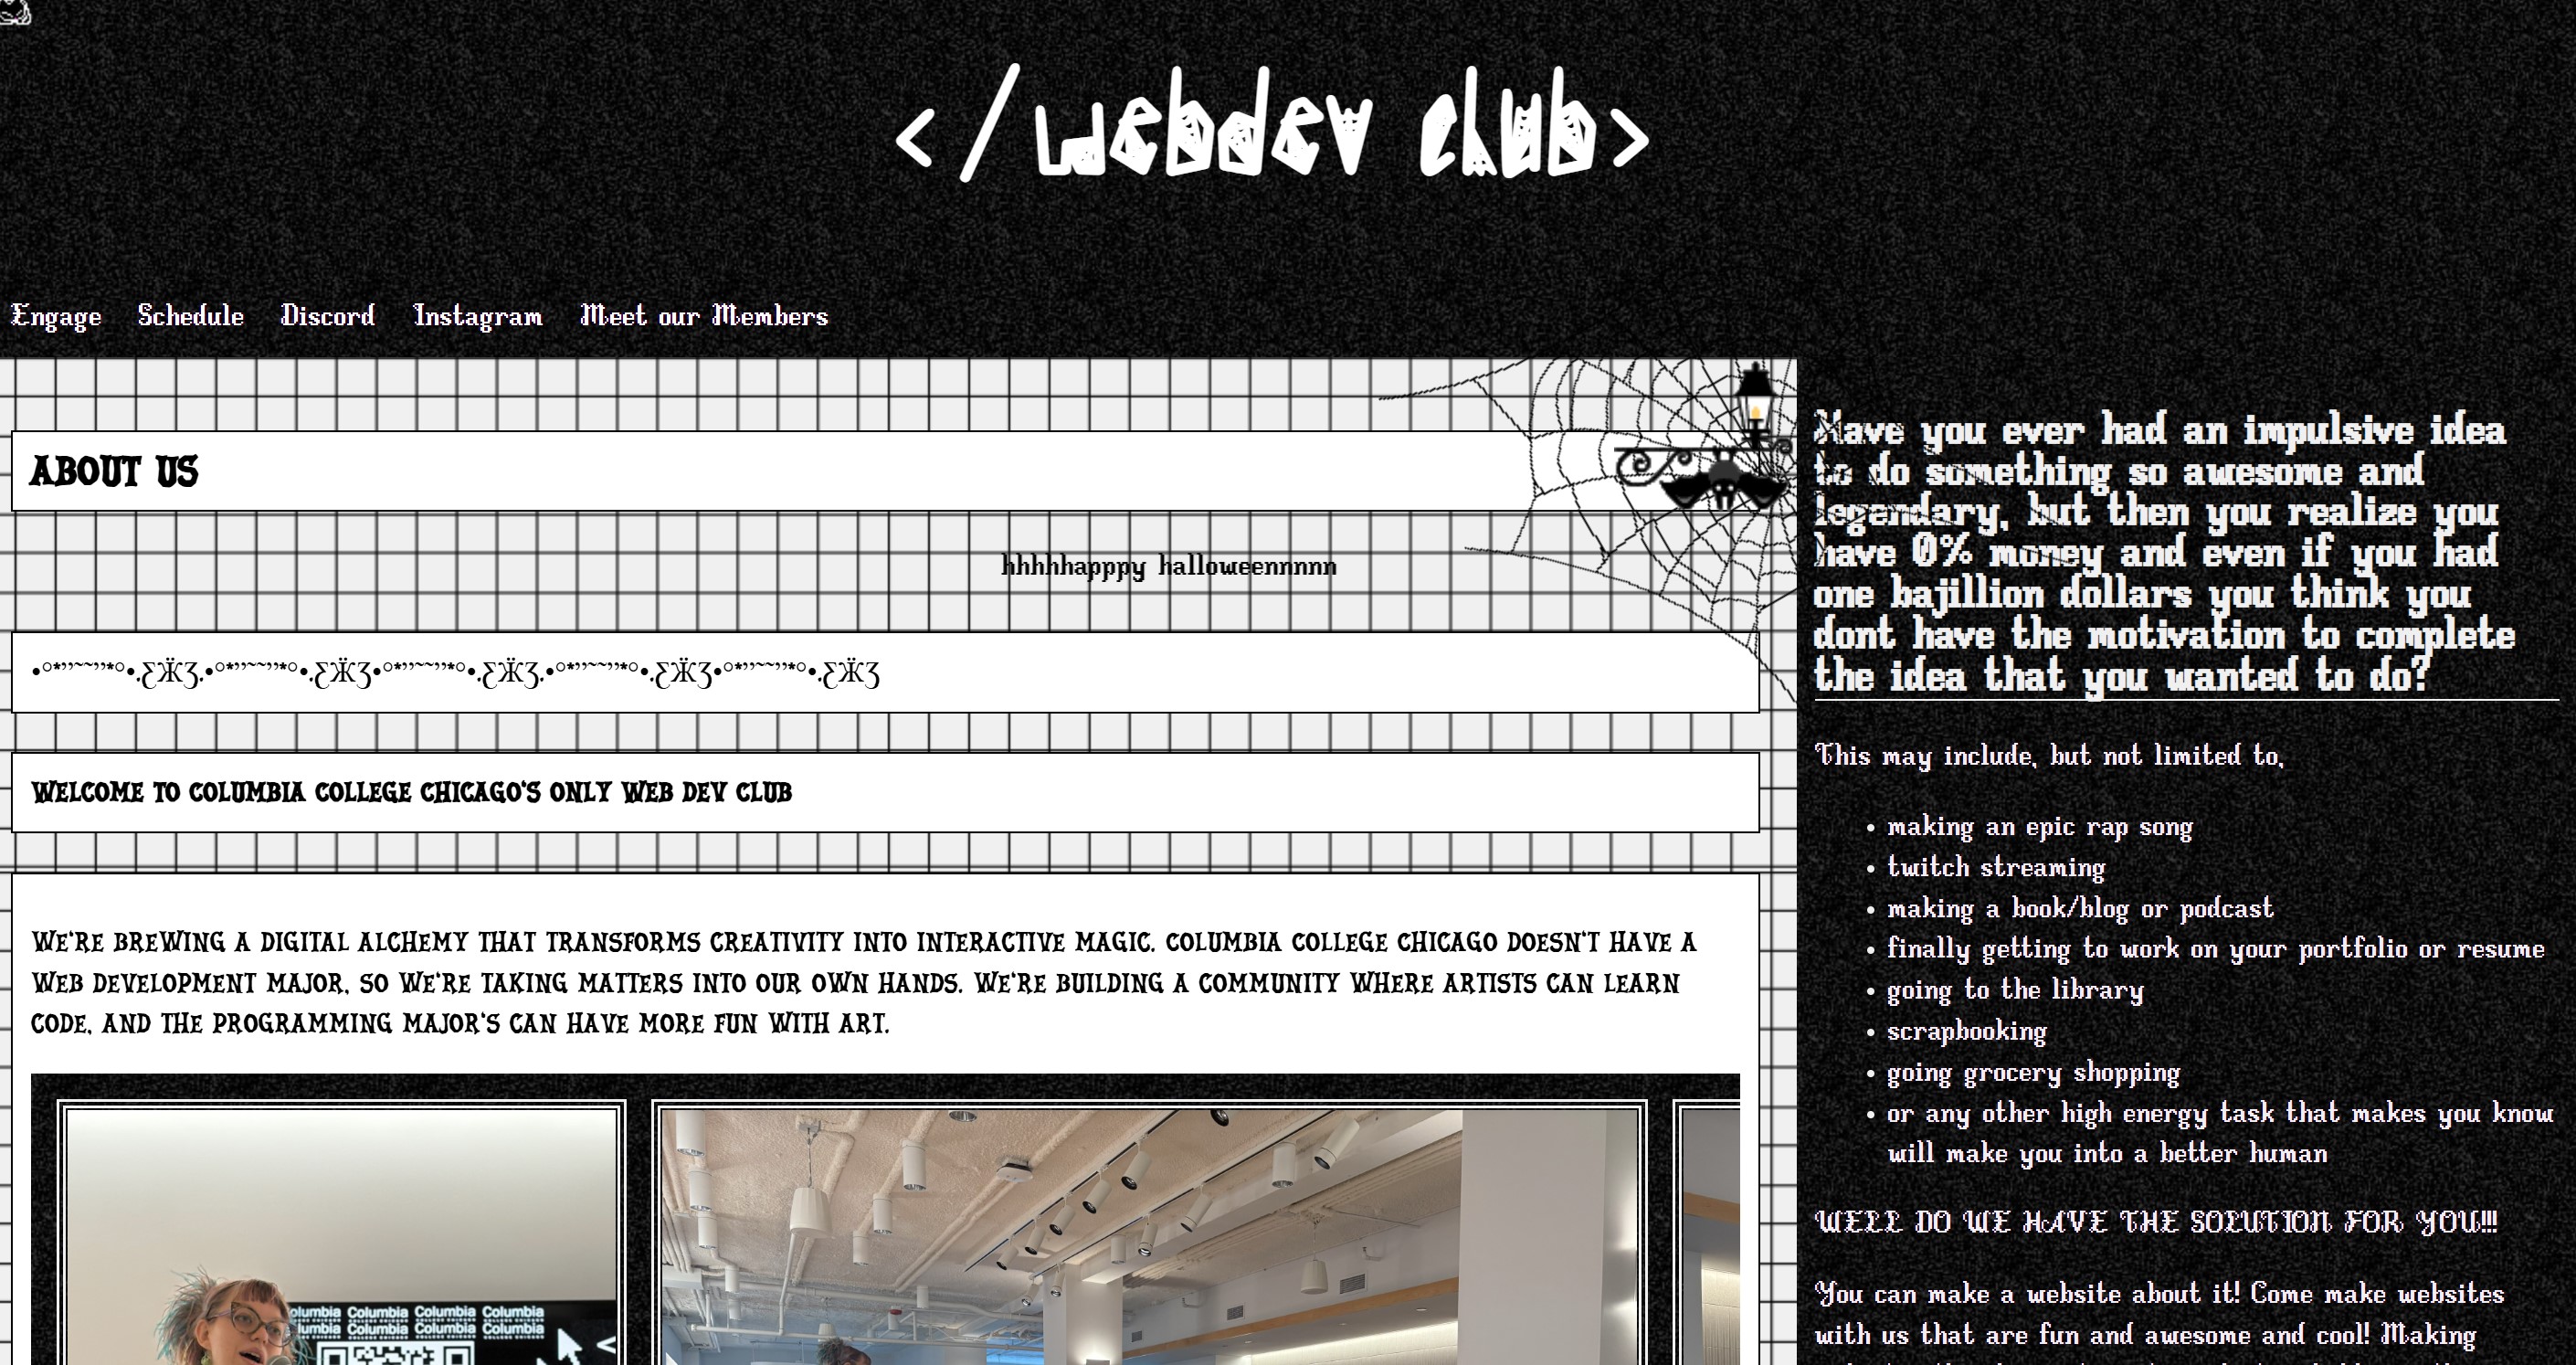 </webdev club>
Engage Schedule Discord Instagram Meet our Members
ABOUT US
hhhhhapppy halloweennnnn
•°*”˜˜”*°•.ƸӜƷ.•°*”˜˜”*°•.ƸӜƷ•°*”˜˜”*°•.ƸӜƷ.•°*”˜˜”*°•.ƸӜƷ•°*”˜˜”*°•.ƸӜƷ
WELCOME TO COLUMBIA COLLEGE CHICAGO'S ONLY WEB DEV CLUB
WE'RE BREWING A DIGITAL ALCHEMY THAT TRANSFORMS CREATIVITY INTO INTERACTIVE MAGIC. COLUMBIA COLLEGE CHICAGO DOESN'T HAVE A
WEB DEVELOPMENT MAJOR, SO WE'RE TAKING MATTERS INTO OUR OWN HANDS. WE'RE BUILDING A COMMUNITY WHERE ARTISTS CAN LEARN
CODE, AND THE PROGRAMMING MAJOR'S CAN HAVE MORE FUN WITH ART.
Columbia Columbia Columbia
Columbia Columbia Columbia
Have you ever had an impulsive idea
to do something so awesome and
legendary, but then you realize you
have 0% money and even if you had
one bajillion dollars you think you
dont have the motivation to complete
the idea that you wanted to do?
This may include, but not limited to,
• making an epic rap song
• twitch streaming
• making a book/blog or podcast
• finally getting to work on your portfolio or resume
• going to the library
• scrapbooking
• going grocery shopping
• or any other high energy task that makes you know
will make you into a better human
WELL DO WE HAVE THE SOLUTION FOR YOU!!!
You can make a website about it! Come make websites
with us that are fun and awesome and cool! Making